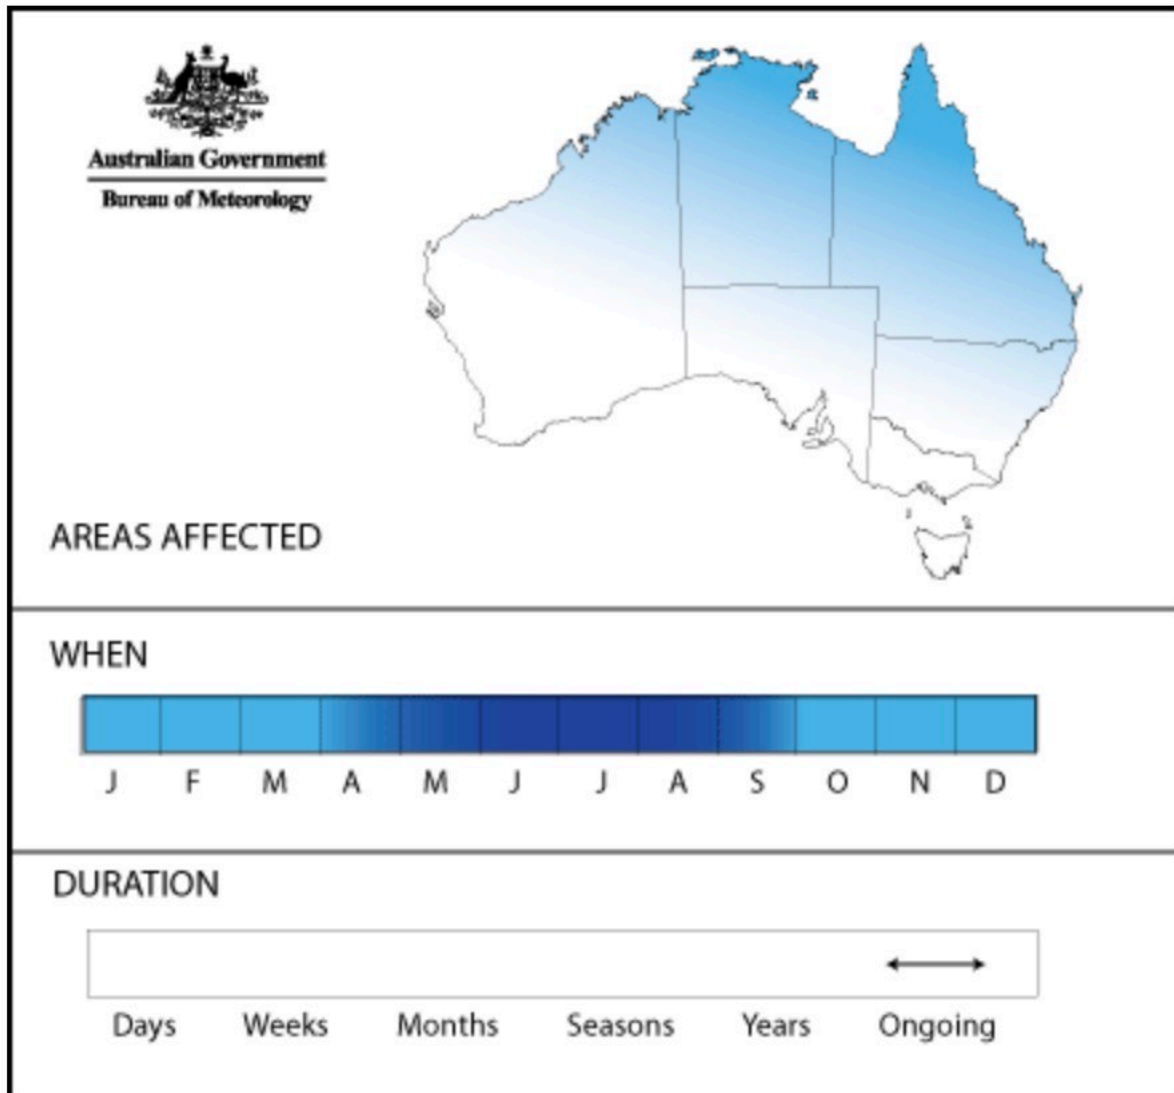 Australian Government
Bureau of Meteorology
AREAS AFFECTED
WHEN
J F M A M J J A S O N D
DURATION
Days Weeks Months Seasons Years Ongoing